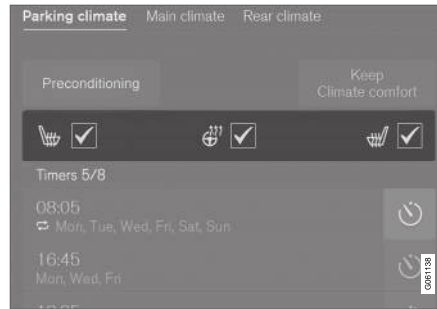 Parking climate Main climate Rear climate
Preconditioning
Keep
Climate comfort
Timers 5/8
08:05
Mon, Tue, Wed, Fri, Sat, Sun
16:45
Mon, Wed, Fri
G061138